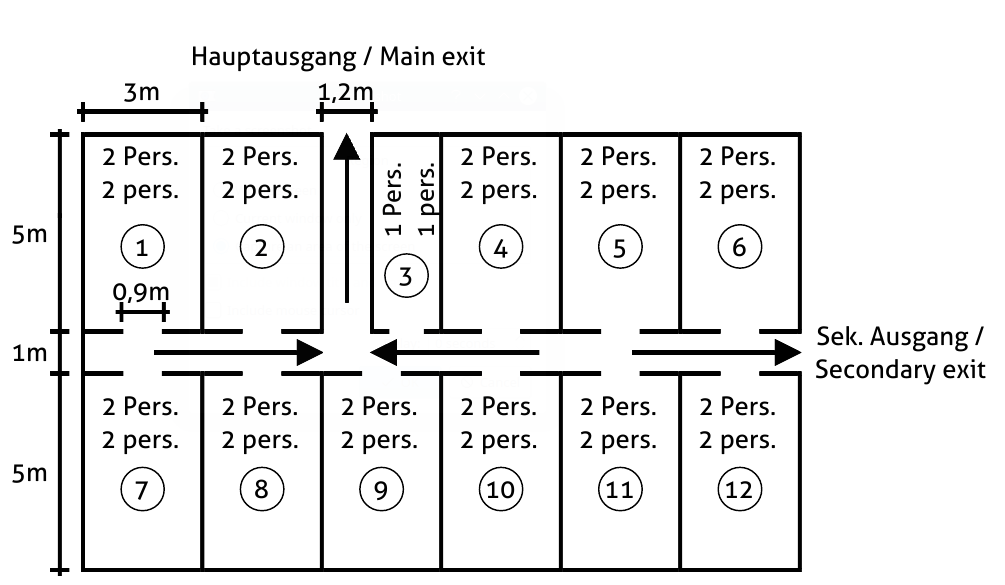 Hauptausgang / Main exit
3m
1,2m
2 Pers.
2 pers.
1
2 Pers.
2 pers.
2
1 Pers.
1 pers.
3
2 Pers.
2 pers.
4
2 Pers.
2 pers.
5
2 Pers.
2 pers.
6
5m
0,9m
1m
Sek. Ausgang /
Secondary exit
5m
2 Pers.
2 pers.
7
2 Pers.
2 pers.
8
2 Pers.
2 pers.
9
2 Pers.
2 pers.
10
2 Pers.
2 pers.
11
2 Pers.
2 pers.
12